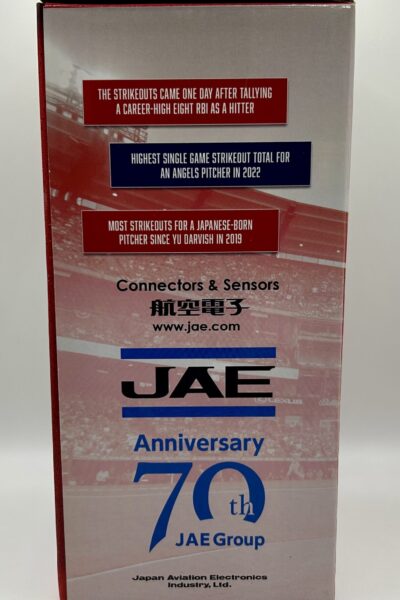 THE STRIKEOUTS CAME ONE DAY AFTER TALLYING
A CAREER-HIGH EIGHT RBI AS A HITTER
HIGHEST SINGLE GAME STRIKEOUT TOTAL FOR
AN ANGELS PITCHER IN 2022
MOST STRIKEOUTS FOR A JAPANESE-BORN
PITCHER SINCE YU DARVISH IN 2019
Connectors & Sensors
航空電子
www.jae.com
JAE
LEXUS
Anniversary
70th
JAE Group
Japan Aviation Electronics
Industry, Ltd.